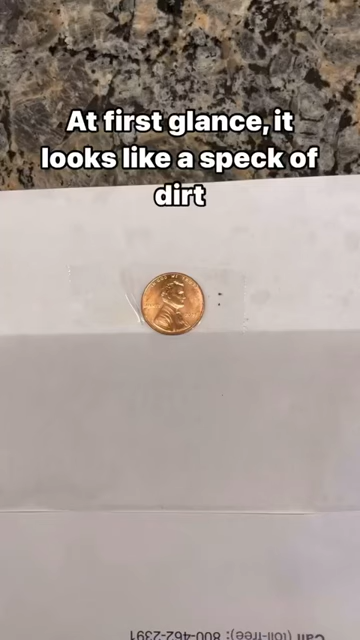 At first glance, it
looks like a speck of
dirt
Call (toll-free): 800-462-2391